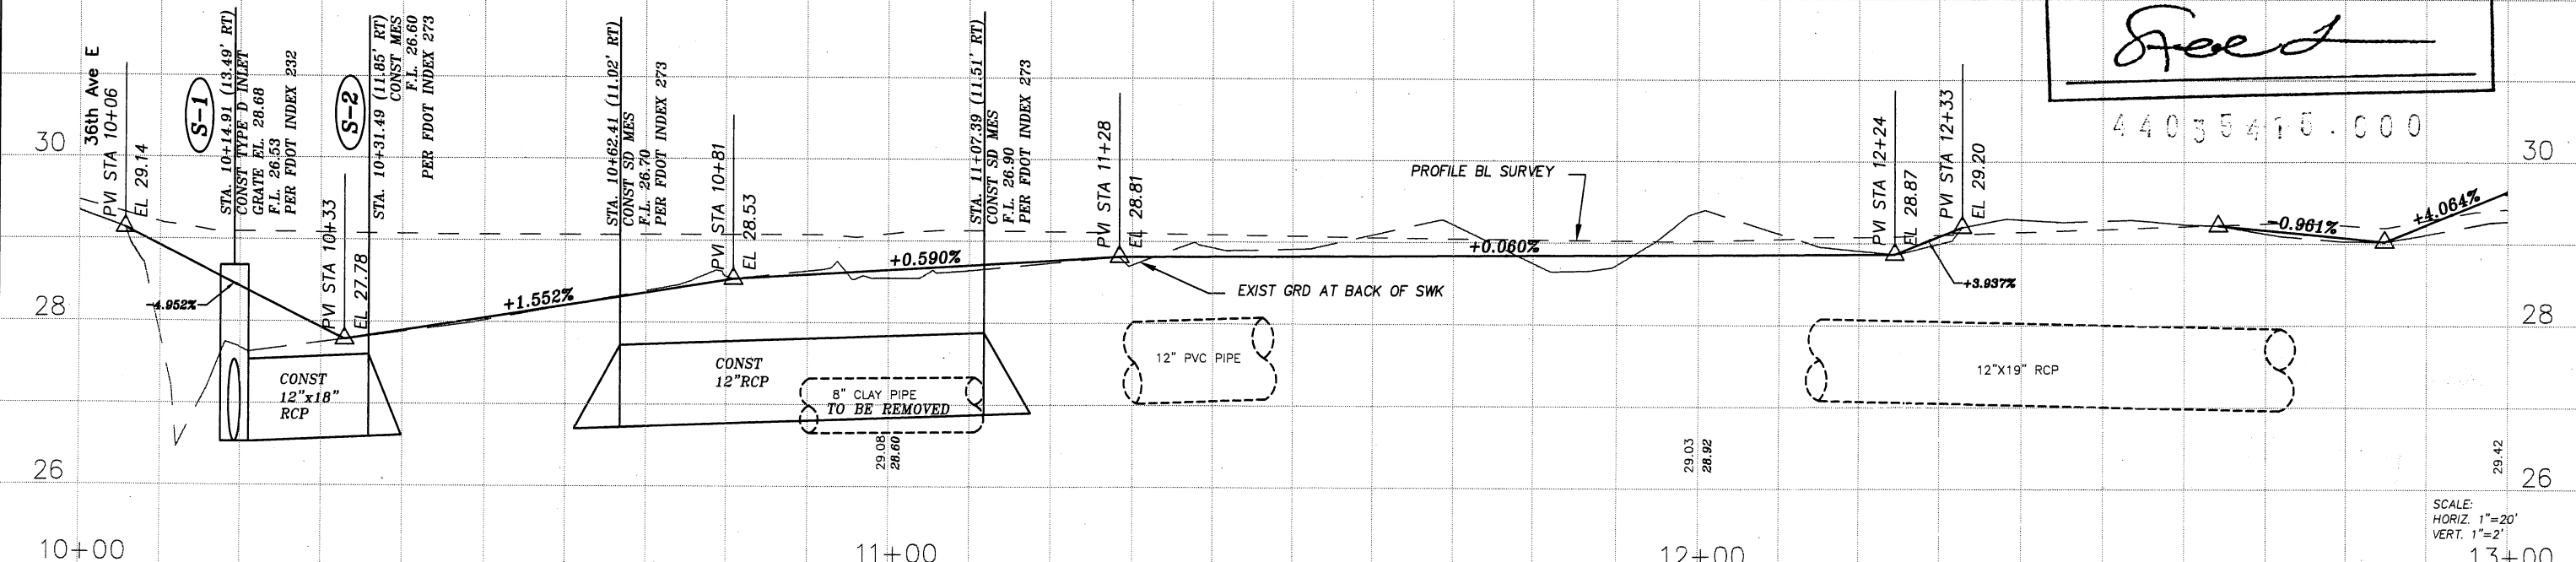 36th Ave E
PVI STA 10+06
EL 29.14
S-1
STA. 10+14.91 (13.49' RT)
CONST TYPE D INLET
GRATE EL. 28.68
F.L. 26.53
PER FDOT INDEX 232
PVI STA 10+33
EL 27.78
S-2
STA. 10+31.49 (11.85' RT)
CONST MES
F.L. 26.60
PER FDOT INDEX 273
STA. 10+62.41 (11.02' RT)
CONST SD MES
F.L. 26.70
PER FDOT INDEX 273
PVI STA 10+81
EL 28.53
STA. 11+07.39 (11.51' RT)
CONST SD MES
F.L. 26.90
PER FDOT INDEX 273
PVI STA 11+28
EL 28.81
PROFILE BL SURVEY
PVI STA 12+24
EL 28.87
PVI STA 12+33
EL 29.20
30
30
-4.952%
+1.552%
+0.590%
+0.060%
+3.937%
-0.961%
+4.064%
EXIST GRD AT BACK OF SWK
28
28
CONST
12"x18"
RCP
CONST
12"RCP
8" CLAY PIPE
TO BE REMOVED
12" PVC PIPE
12"X19" RCP
29.08
28.60
29.03
28.92
29.42
26
26
SCALE:
HORIZ. 1"=20'
VERT. 1"=2'
10+00
11+00
12+00
13+00